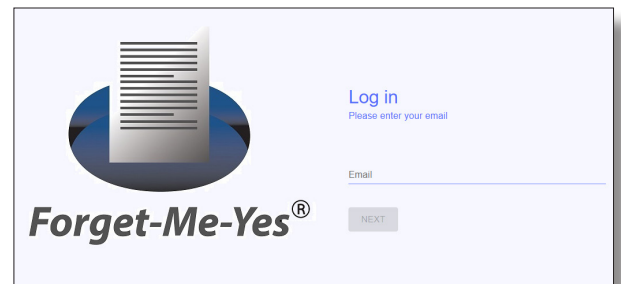 Forget-Me-Yes®
Log in
Please enter your email
Email
NEXT